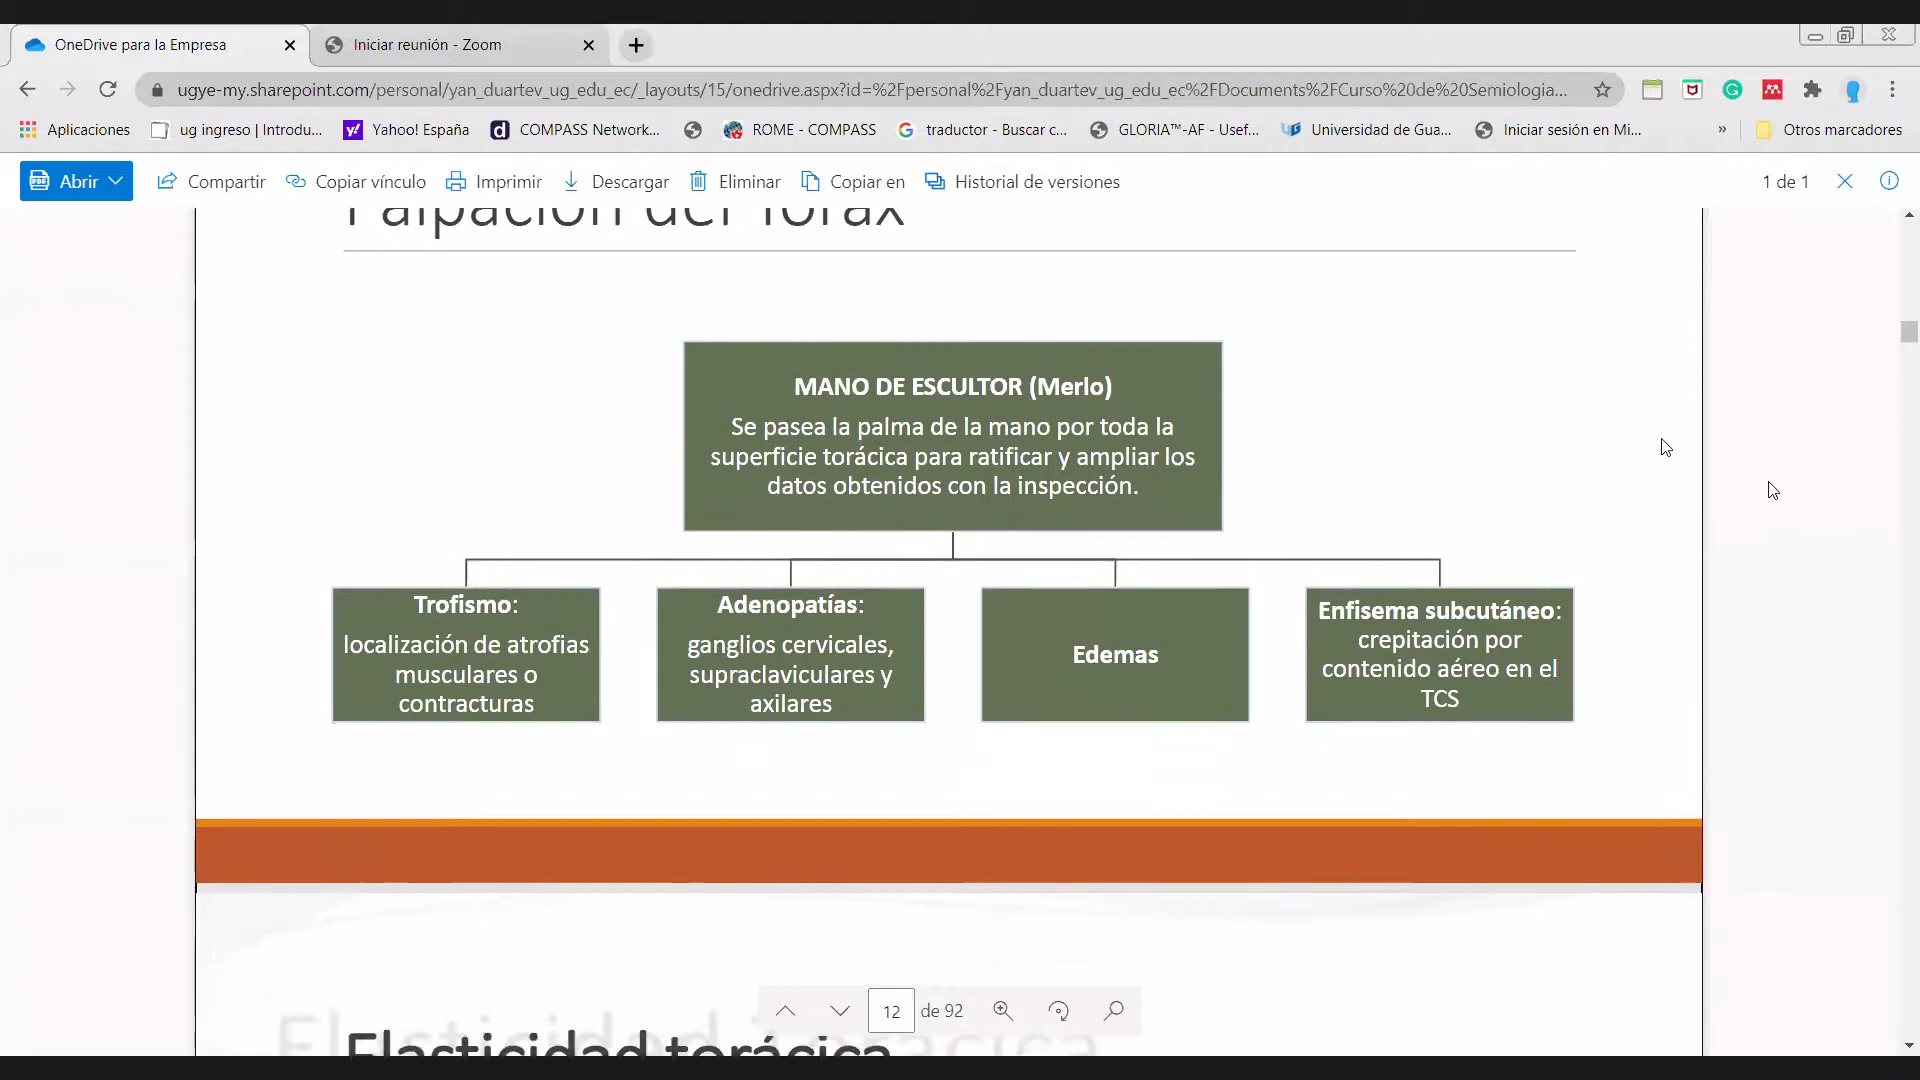 OneDrive para la Empresa
Iniciar reunión - Zoom
ugye-my.sharepoint.com/personal/yan_duartev_ug_edu_ec/_layouts/15/onedrive.aspx?id=%2Fpersonal%2Fyan_duartev_ug_edu_ec%2FDocuments%2FCurso%20de%20Semiologia...
Aplicaciones
ug ingreso | Introdu...
Yahoo! España
COMPASS Network...
ROME - COMPASS
traductor - Buscar c...
GLORIA™-AF - Usef...
Universidad de Gua...
Iniciar sesión en Mi...
»
Otros marcadores
Abrir
Compartir
Copiar vínculo
Imprimir
Descargar
Eliminar
Copiar en
Historial de versiones
1 de 1
Palpación del Tórax
MANO DE ESCULTOR (Merlo)
Se pasea la palma de la mano por toda la
superficie torácica para ratificar y ampliar los
datos obtenidos con la inspección.
Trofismo:
localización de atrofias
musculares o
contracturas
Adenopatías:
ganglios cervicales,
supraclaviculares y
axilares
Edemas
Enfisema subcutáneo:
crepitación por
contenido aéreo en el
TCS
12 de 92
Elasticidad torácica